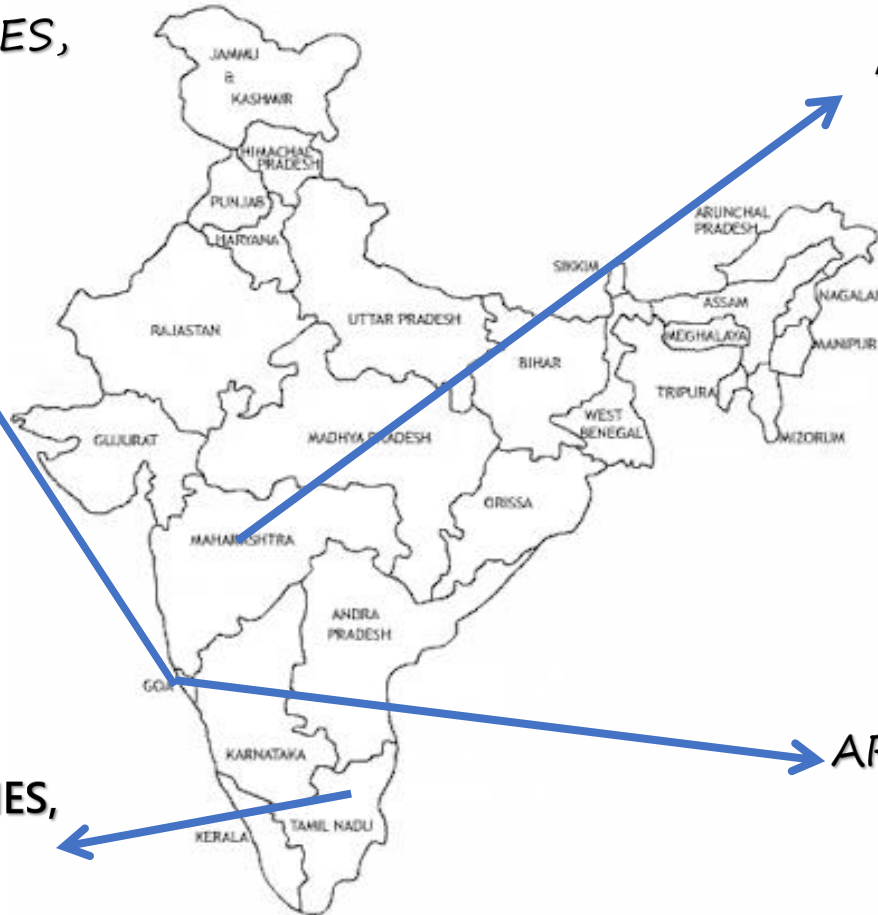 ES,
JAMMU
&
KASHMIR
HIMACHAL
PRADESH
PUNJAB
HARYANA
ARUNCHAL
PRADESH
SIKKIM
ASSAM
NAGALAN
RAJASTAN
UTTAR PRADESH
MEGHALAYA
MANIPUR
BIHAR
TRIPURA
WEST
BENEGAL
GUJURAT
MADHYA PRADESH
MIZORUM
ORISSA
MAHARASHTRA
ANDRA
PRADESH
GOA
KARNATAKA
AR
IES,
TAMIL NADU
KERALA